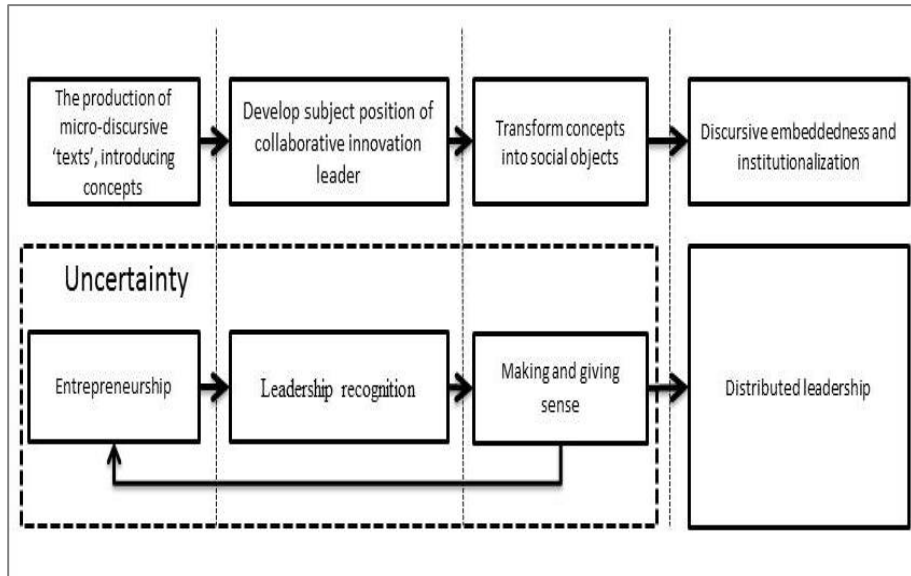 The production of
micro-discursive
‘texts’, introducing
concepts
Develop subject position of
collaborative innovation
leader
Transform concepts
into social objects
Discursive embeddedness and
institutionalization
Uncertainty
Entrepreneurship
Leadership recognition
Making and giving
sense
Distributed leadership